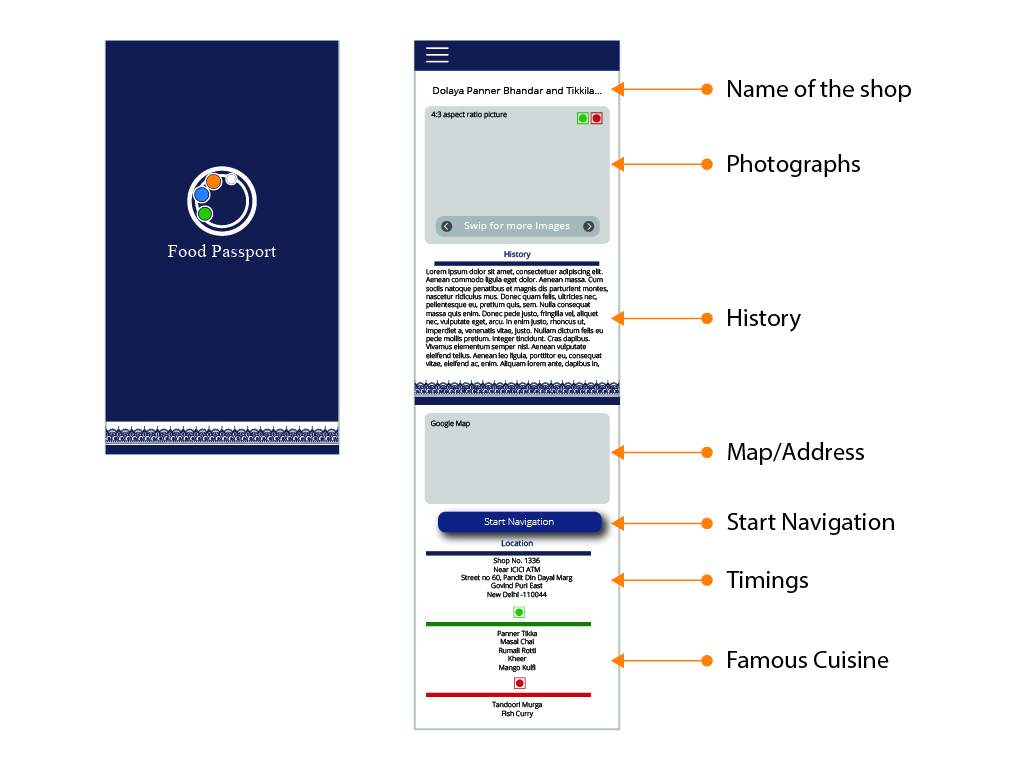 Food Passport
Dolaya Panner Bhandar and Tikkila...
4:3 aspect ratio picture
Swip for more Images
History
Lorem ipsum dolor sit amet, consectetuer adipiscing elit.
Aenean commodo ligula eget dolor. Aenean massa. Cum
sociis natoque penatibus et magnis dis parturient montes,
nascetur ridiculus mus. Donec quam felis, ultricies nec,
pellentesque eu, pretium quis, sem. Nulla consequat
massa quis enim. Donec pede justo, fringilla vel, aliquet
nec, vulputate eget, arcu. In enim justo, rhoncus ut,
imperdiet a, venenatis vitae, justo. Nullam dictum felis eu
pede mollis pretium. Integer tincidunt. Cras dapibus.
Vivamus elementum semper nisi. Aenean vulputate
eleifend tellus. Aenean leo ligula, porttitor eu, consequat
vitae, eleifend ac, enim. Aliquam lorem ante, dapibus in,
Google Map
Start Navigation
Location
Shop No. 1336
Near ICICI ATM
Street no 60, Pandit Din Dayal Marg
Govind Puri East
New Delhi -110044
Panner Tikka
Masal Chai
Rumali Rotti
Kheer
Mango Kulfi
Tandoori Murga
Fish Curry
Name of the shop
Photographs
History
Map/Address
Start Navigation
Timings
Famous Cuisine